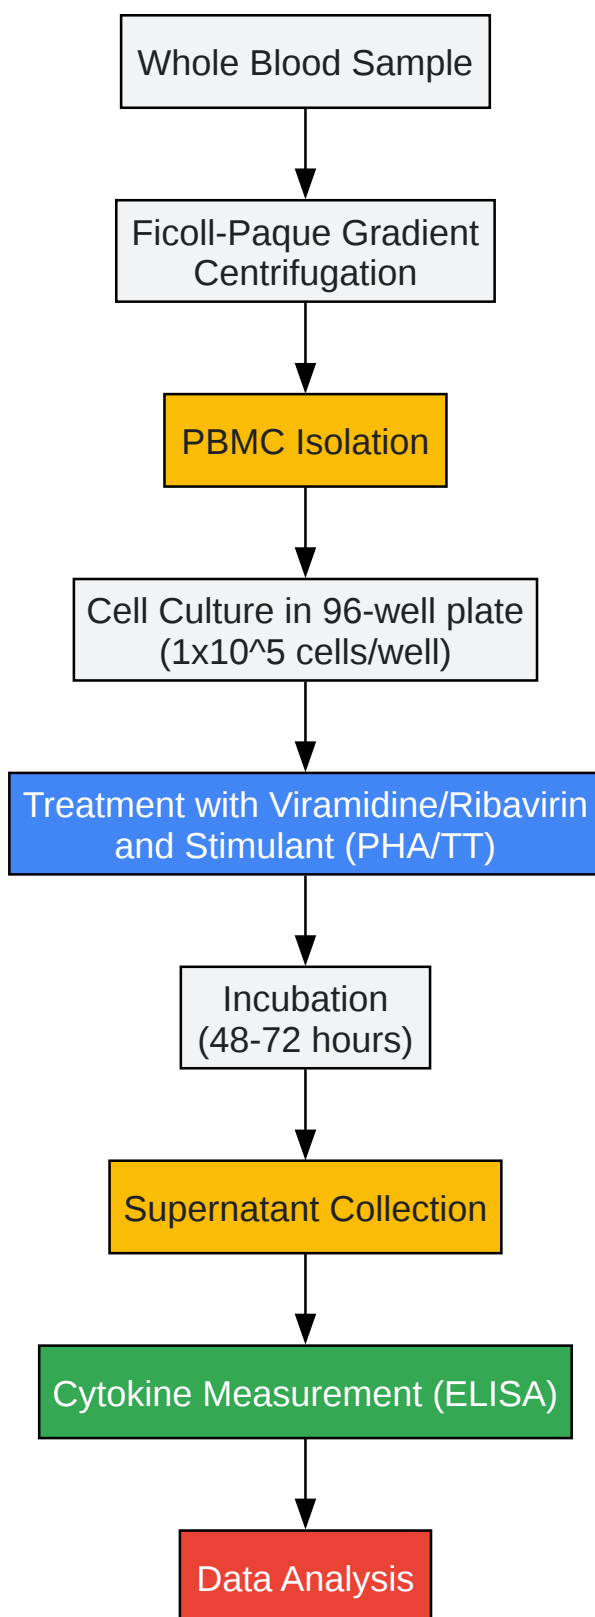 Whole Blood Sample
Ficoll-Paque Gradient
Centrifugation
PBMC Isolation
Cell Culture in 96-well plate
(1x10^5 cells/well)
Treatment with Viramidine/Ribavirin
and Stimulant (PHA/TT)
Incubation
(48-72 hours)
Supernatant Collection
Cytokine Measurement (ELISA)
Data Analysis